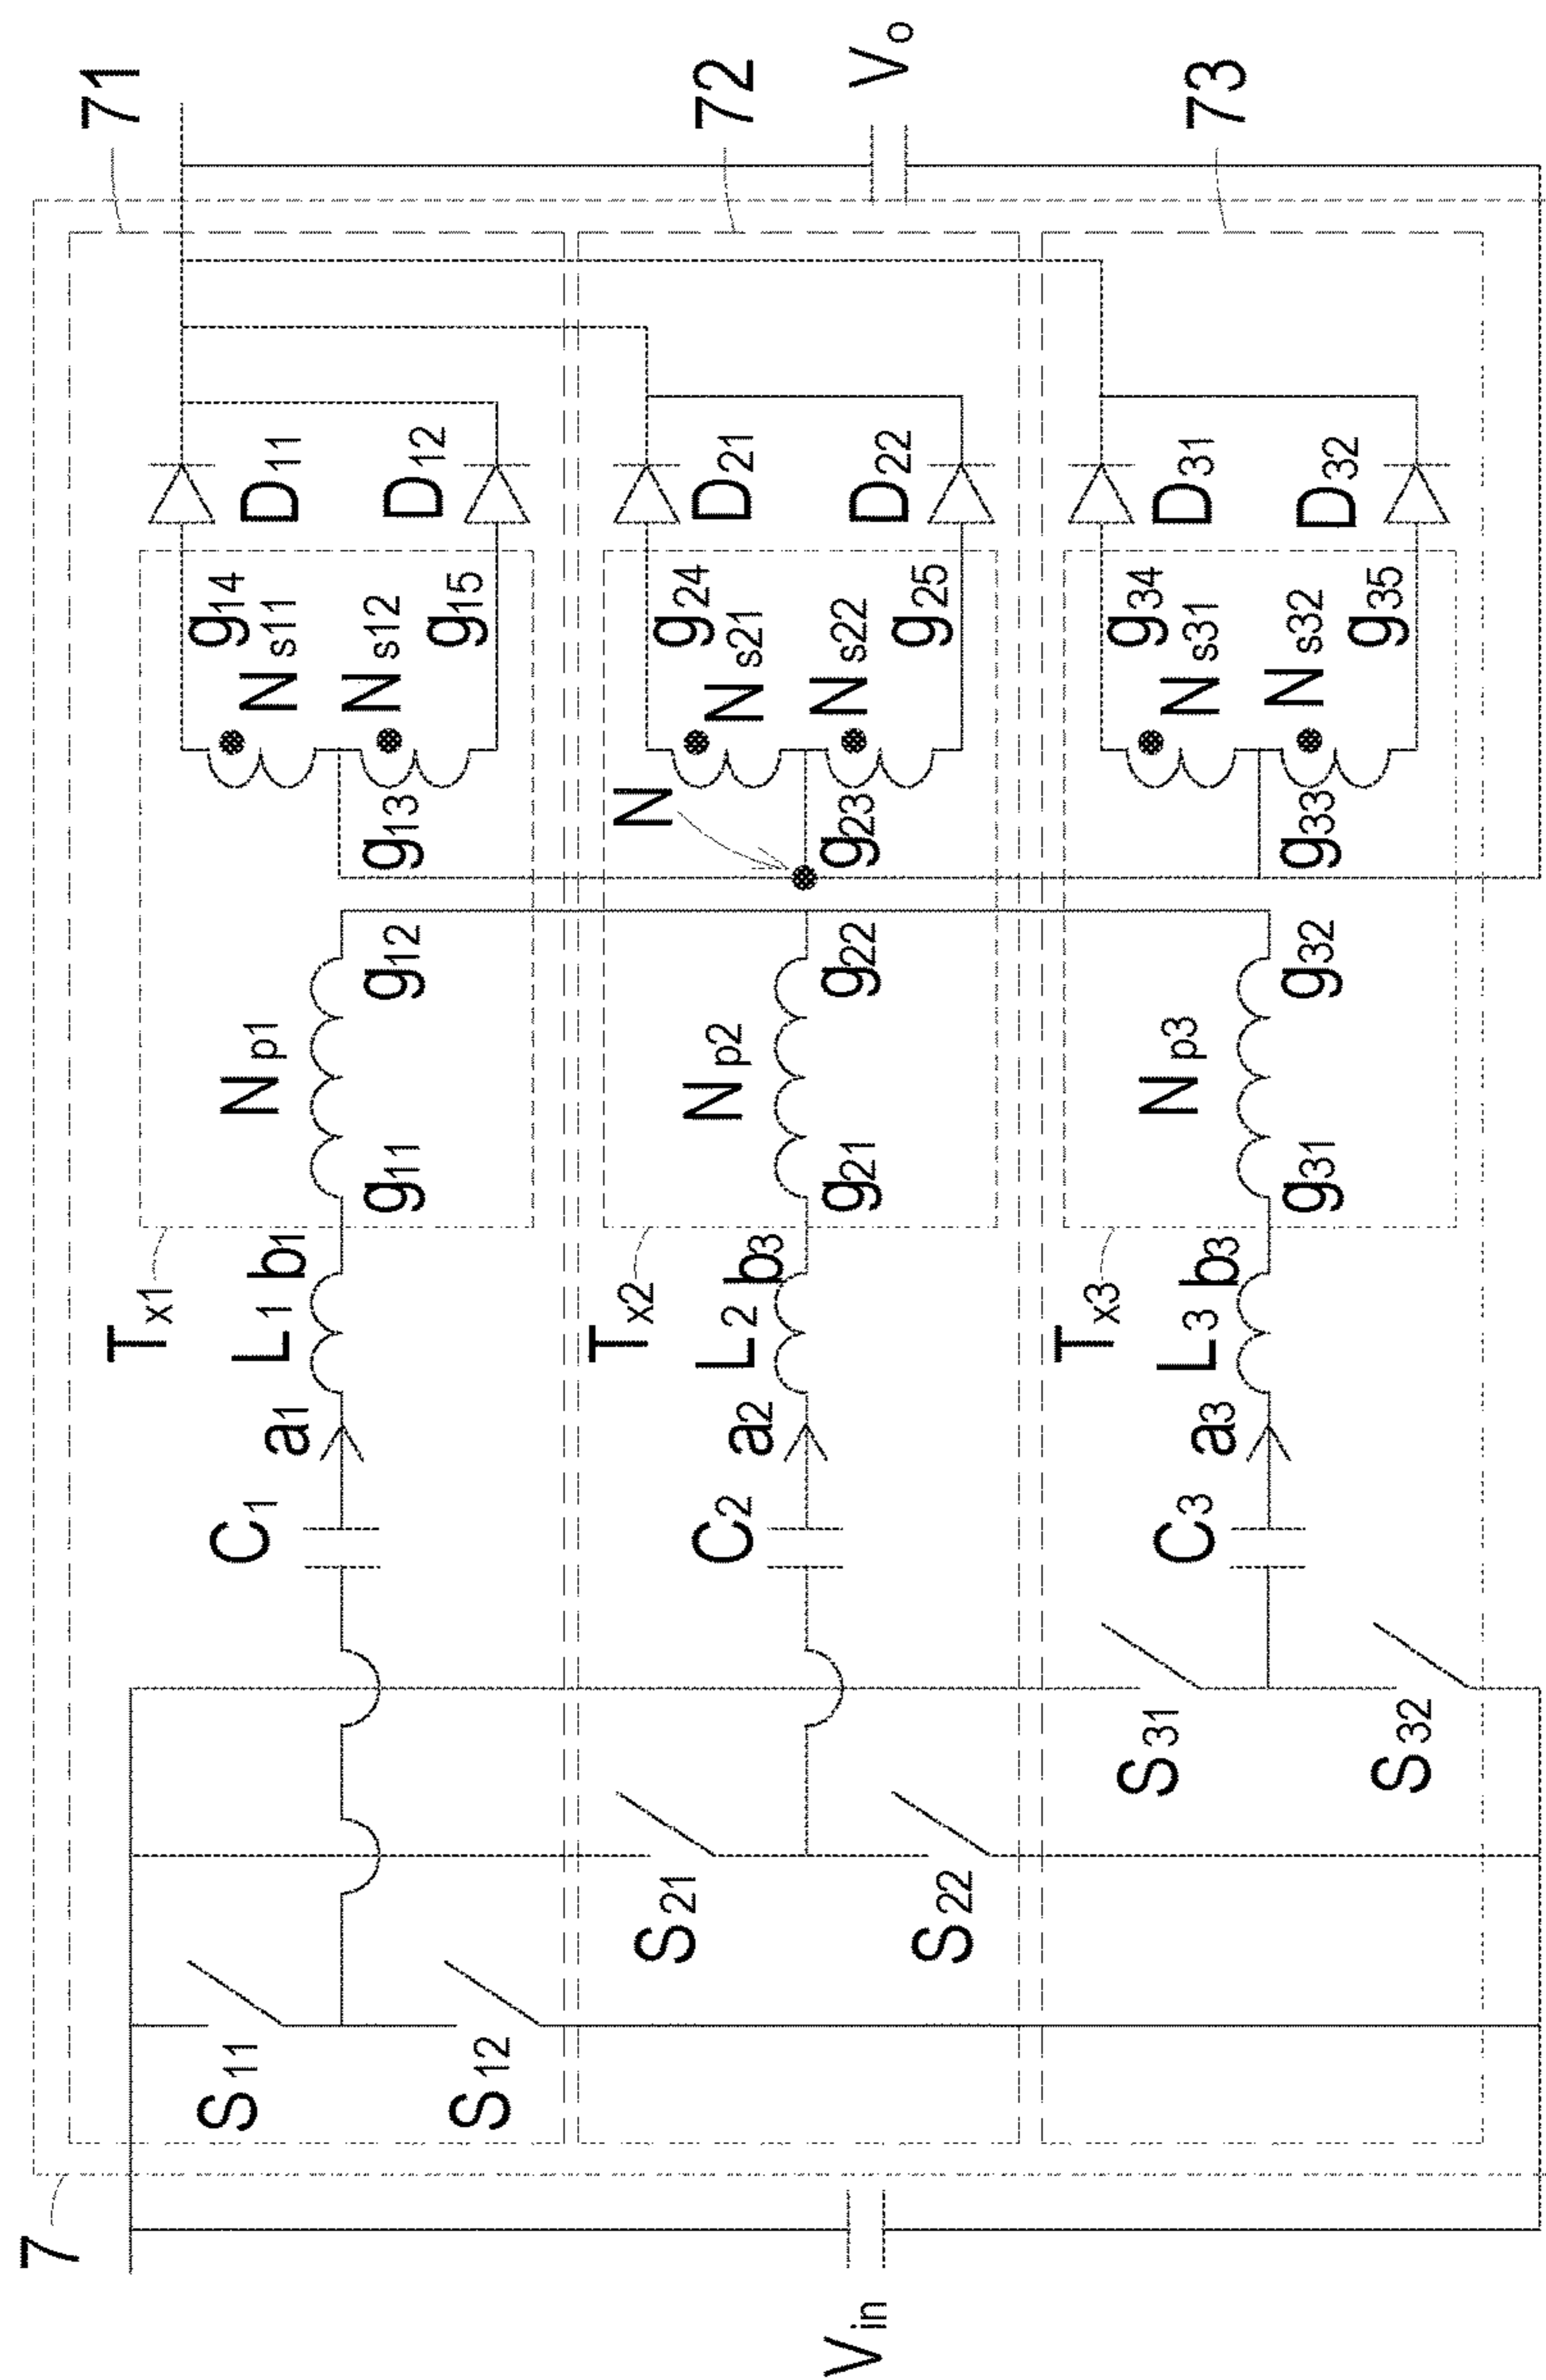 7
71
72
73
Vin
Vo
S11
S12
C1
a1
L1
b1
Tx1
g11
Np1
g12
g13
g14
Ns11
Ns12
g15
D11
D12
N
S21
S22
C2
a2
L2
b3
Tx2
g21
Np2
g22
g23
g24
Ns21
Ns22
g25
D21
D22
S31
S32
C3
a3
L3
b3
Tx3
g31
Np3
g32
g33
g34
Ns31
Ns32
g35
D31
D32